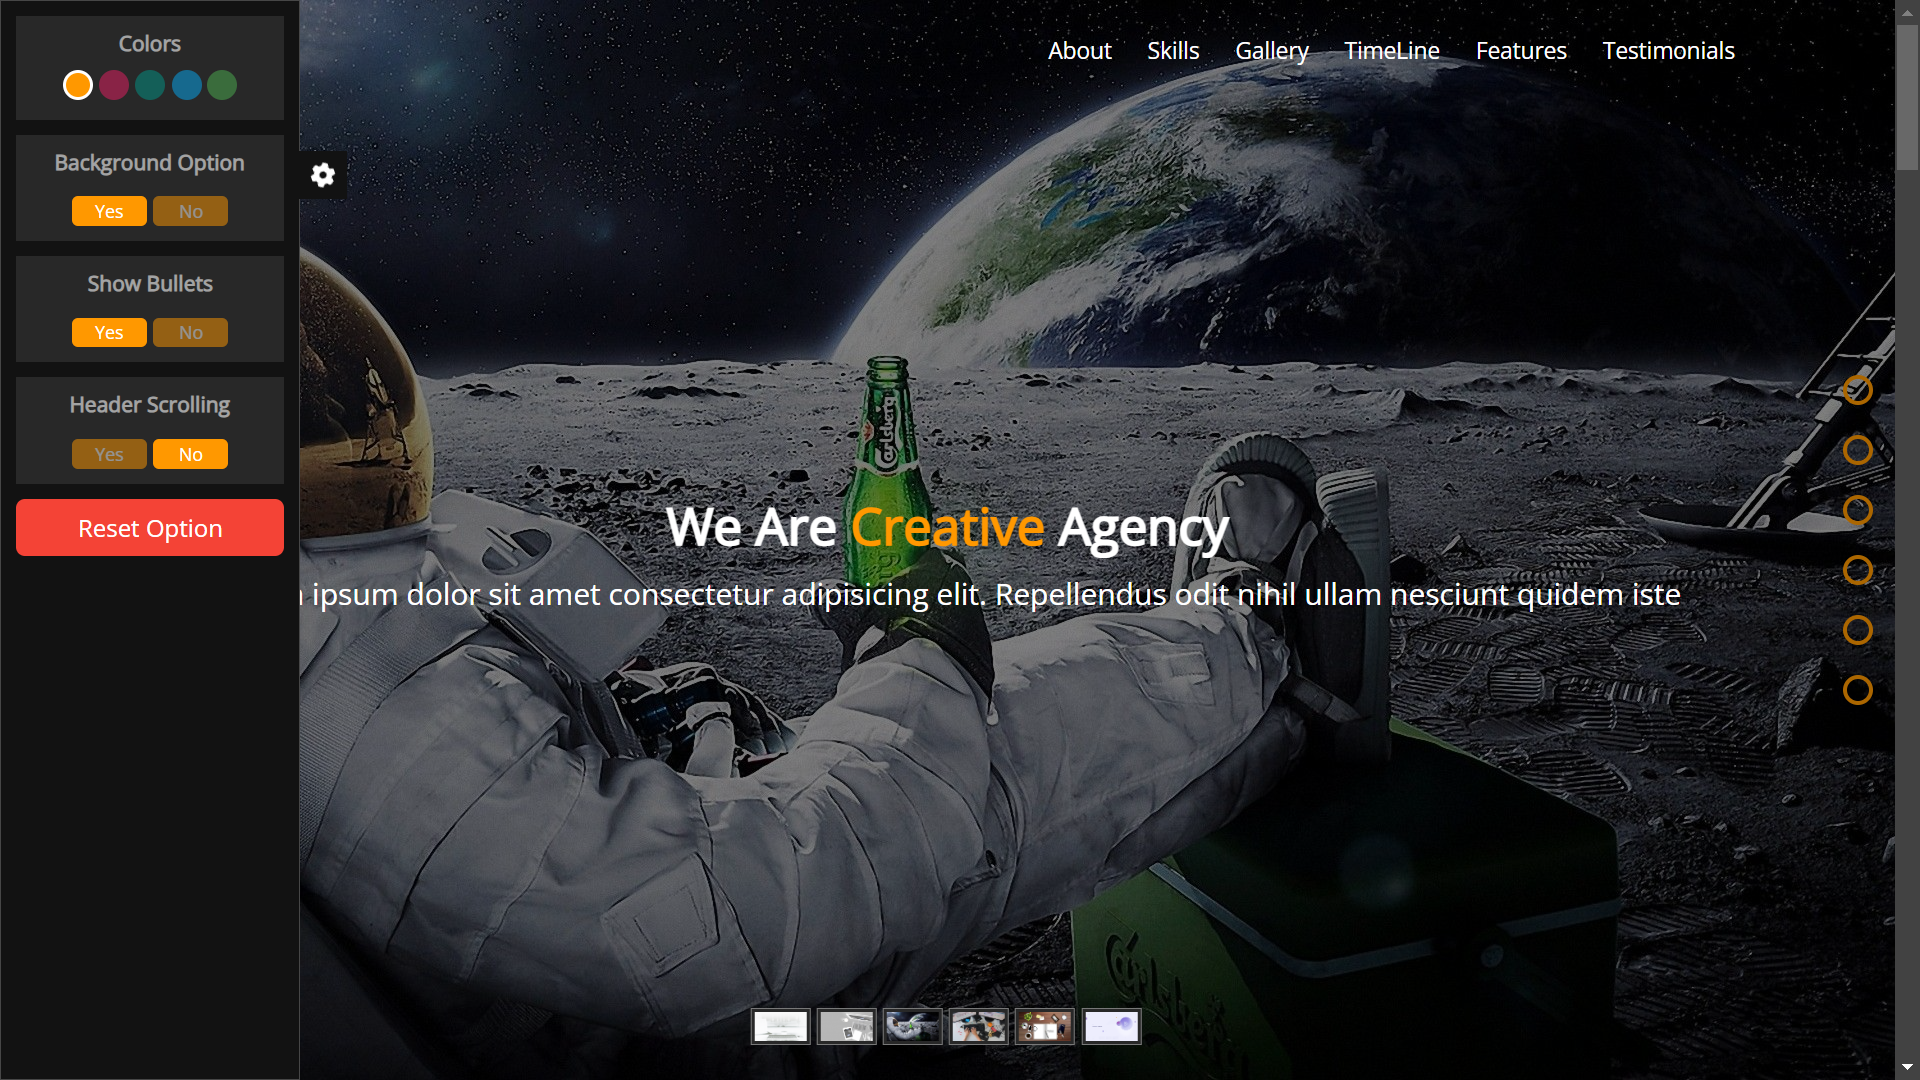 Colors
Background Option
Yes No
Show Bullets
Yes No
Header Scrolling
Yes No
Reset Option
About Skills Gallery TimeLine Features Testimonials
Carlsberg
We Are Creative Agency
ipsum dolor sit amet consectetur adipisicing elit. Repellendus odit nihil ullam nesciunt quidem iste
Carlsberg